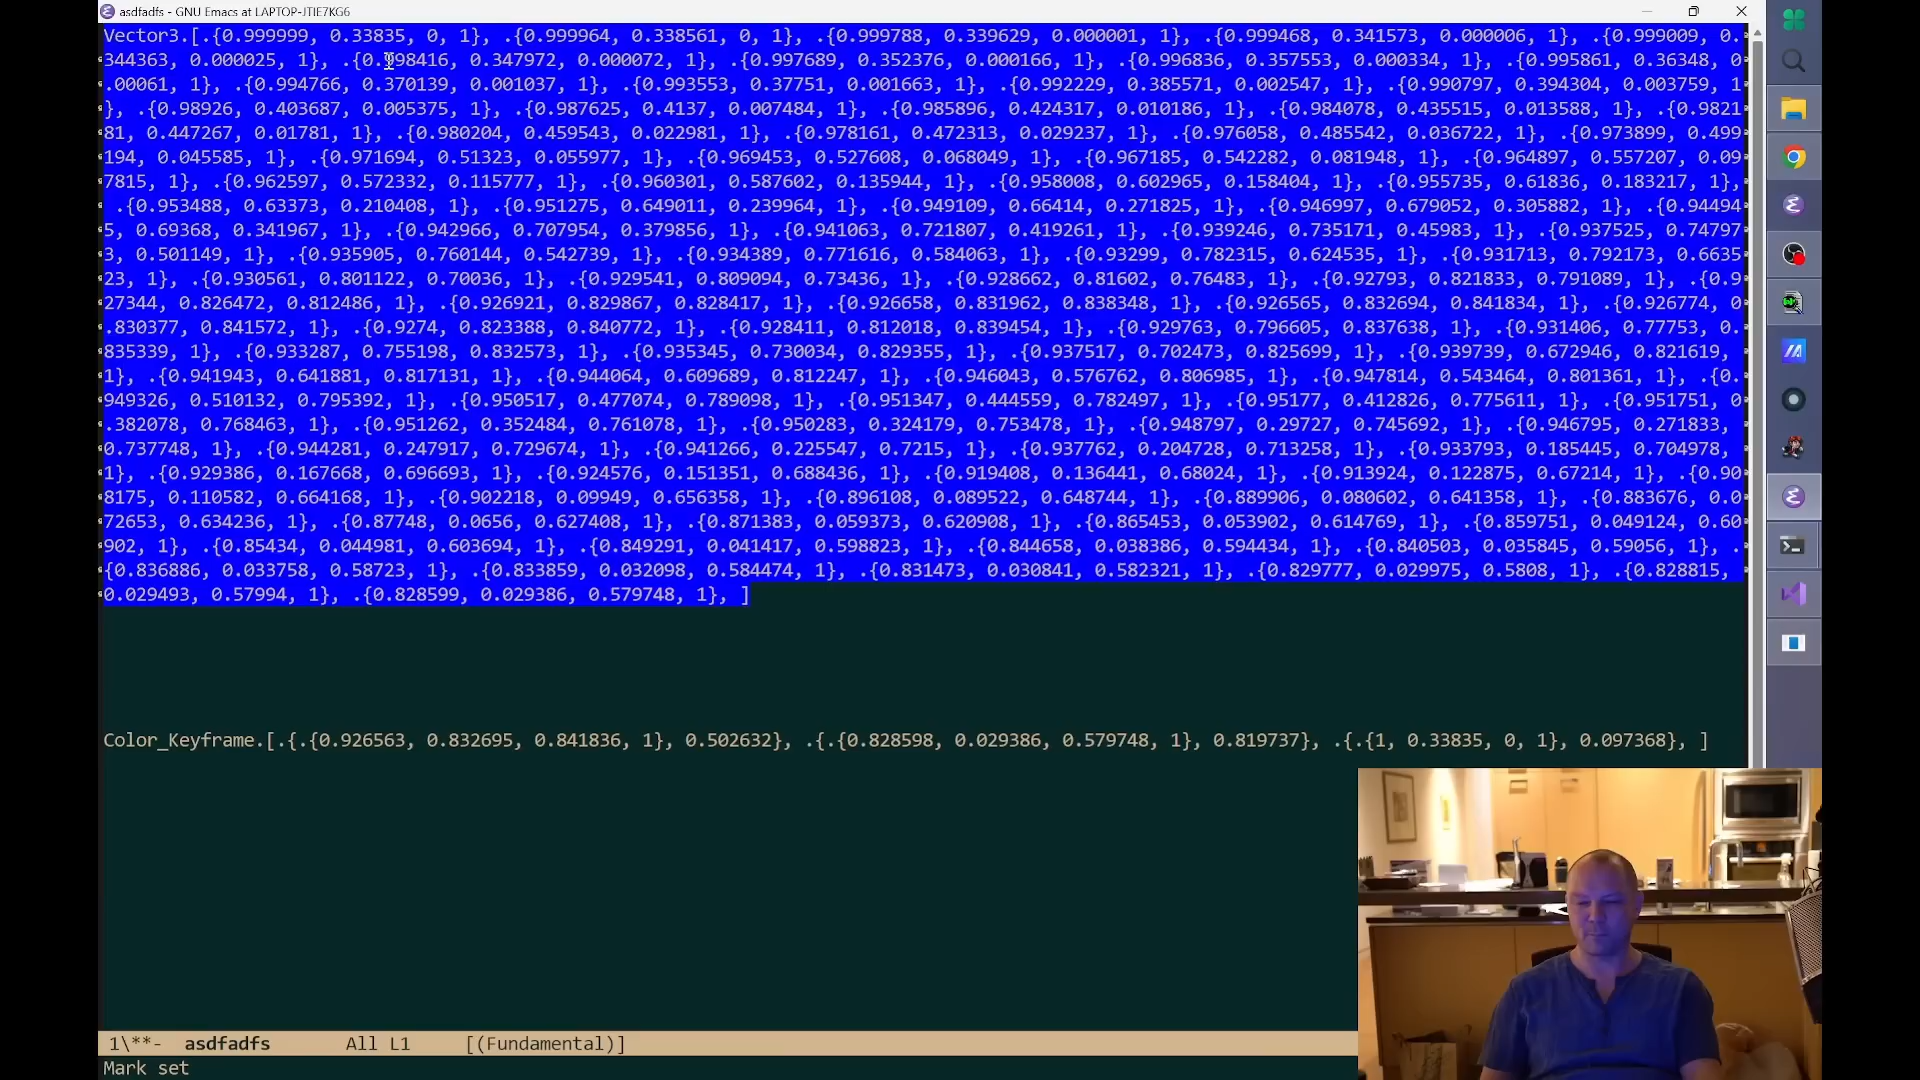 asdfadfs - GNU Emacs at LAPTOP-JTIE7KG6
Vector3.[.{0.999999, 0.33835, 0, 1}, .{0.999964, 0.338561, 0, 1}, .{0.999788, 0.339629, 0.000001, 1}, .{0.999468, 0.341573, 0.000006, 1}, .{0.999009, 0.
344363, 0.000025, 1}, .{0.998416, 0.347972, 0.000072, 1}, .{0.997689, 0.352376, 0.000166, 1}, .{0.996836, 0.357553, 0.000334, 1}, .{0.995861, 0.36348, 0
.00061, 1}, .{0.994766, 0.370139, 0.001037, 1}, .{0.993553, 0.37751, 0.001663, 1}, .{0.992229, 0.385571, 0.002547, 1}, .{0.990797, 0.394304, 0.003759, 1
}, .{0.98926, 0.403687, 0.005375, 1}, .{0.987625, 0.4137, 0.007484, 1}, .{0.985896, 0.424317, 0.010186, 1}, .{0.984078, 0.435515, 0.013588, 1}, .{0.9821
81, 0.447267, 0.01781, 1}, .{0.980204, 0.459543, 0.022981, 1}, .{0.978161, 0.472313, 0.029237, 1}, .{0.976058, 0.485542, 0.036722, 1}, .{0.973899, 0.499
194, 0.045585, 1}, .{0.971694, 0.51323, 0.055977, 1}, .{0.969453, 0.527608, 0.068049, 1}, .{0.967185, 0.542282, 0.081948, 1}, .{0.964897, 0.557207, 0.09
7815, 1}, .{0.962597, 0.572332, 0.115777, 1}, .{0.960301, 0.587602, 0.135944, 1}, .{0.958008, 0.602965, 0.158404, 1}, .{0.955735, 0.61836, 0.183217, 1},
.{0.953488, 0.63373, 0.210408, 1}, .{0.951275, 0.649011, 0.239964, 1}, .{0.949109, 0.66414, 0.271825, 1}, .{0.946997, 0.679052, 0.305882, 1}, .{0.94494
5, 0.69368, 0.341967, 1}, .{0.942966, 0.707954, 0.379856, 1}, .{0.941063, 0.721807, 0.419261, 1}, .{0.939246, 0.735171, 0.45983, 1}, .{0.937525, 0.74797
3, 0.501149, 1}, .{0.935905, 0.760144, 0.542739, 1}, .{0.934389, 0.771616, 0.584063, 1}, .{0.93299, 0.782315, 0.624535, 1}, .{0.931713, 0.792173, 0.6635
23, 1}, .{0.930561, 0.801122, 0.70036, 1}, .{0.929541, 0.809094, 0.73436, 1}, .{0.928662, 0.81602, 0.76483, 1}, .{0.92793, 0.821833, 0.791089, 1}, .{0.9
27344, 0.826472, 0.812486, 1}, .{0.926921, 0.829867, 0.828417, 1}, .{0.926658, 0.831962, 0.838348, 1}, .{0.926565, 0.832694, 0.841834, 1}, .{0.926774, 0
.830377, 0.841572, 1}, .{0.9274, 0.823388, 0.840772, 1}, .{0.928411, 0.812018, 0.839454, 1}, .{0.929763, 0.796605, 0.837638, 1}, .{0.931406, 0.77753, 0.
835339, 1}, .{0.933287, 0.755198, 0.832573, 1}, .{0.935345, 0.730034, 0.829355, 1}, .{0.937517, 0.702473, 0.825699, 1}, .{0.939739, 0.672946, 0.821619,
1}, .{0.941943, 0.641881, 0.817131, 1}, .{0.944064, 0.609689, 0.812247, 1}, .{0.946043, 0.576762, 0.806985, 1}, .{0.947814, 0.543464, 0.801361, 1}, .{0.
949326, 0.510132, 0.795392, 1}, .{0.950517, 0.477074, 0.789098, 1}, .{0.951347, 0.444559, 0.782497, 1}, .{0.95177, 0.412826, 0.775611, 1}, .{0.951751, 0
.382078, 0.768463, 1}, .{0.951262, 0.352484, 0.761078, 1}, .{0.950283, 0.324179, 0.753478, 1}, .{0.948797, 0.29727, 0.745692, 1}, .{0.946795, 0.271833,
0.737748, 1}, .{0.944281, 0.247917, 0.729674, 1}, .{0.941266, 0.225547, 0.7215, 1}, .{0.937762, 0.204728, 0.713258, 1}, .{0.933793, 0.185445, 0.704978,
1}, .{0.929386, 0.167668, 0.696693, 1}, .{0.924576, 0.151351, 0.688436, 1}, .{0.919408, 0.136441, 0.68024, 1}, .{0.913924, 0.122875, 0.67214, 1}, .{0.90
8175, 0.110582, 0.664168, 1}, .{0.902218, 0.09949, 0.656358, 1}, .{0.896108, 0.089522, 0.648744, 1}, .{0.889906, 0.080602, 0.641358, 1}, .{0.883676, 0.0
72653, 0.634236, 1}, .{0.87748, 0.0656, 0.627408, 1}, .{0.871383, 0.059373, 0.620908, 1}, .{0.865453, 0.053902, 0.614769, 1}, .{0.859751, 0.049124, 0.60
902, 1}, .{0.85434, 0.044981, 0.603694, 1}, .{0.849291, 0.041417, 0.598823, 1}, .{0.844658, 0.038386, 0.594434, 1}, .{0.840503, 0.035845, 0.59056, 1}, .
{0.836886, 0.033758, 0.58723, 1}, .{0.833859, 0.032098, 0.584474, 1}, .{0.831473, 0.030841, 0.582321, 1}, .{0.829777, 0.029975, 0.5808, 1}, .{0.828815,
0.029493, 0.57994, 1}, .{0.828599, 0.029386, 0.579748, 1}, ]
Color_Keyframe.[.{.{0.926563, 0.832695, 0.841836, 1}, 0.502632}, .{.{0.828598, 0.029386, 0.579748, 1}, 0.819737}, .{.{1, 0.33835, 0, 1}, 0.097368}, ]
1\**- asdfadfs All L1 [(Fundamental)]
Mark set